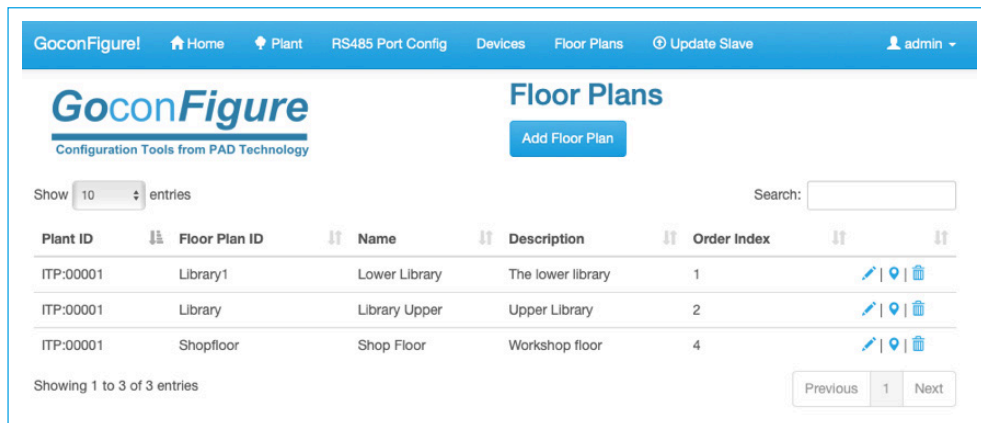 GoconFigure! Home Plant RS485 Port Config Devices Floor Plans Update Slave admin
GoconFigure
Configuration Tools from PAD Technology
Floor Plans
Add Floor Plan
Show 10 entries
Search:
Plant ID Floor Plan ID Name Description Order Index
ITP:00001 Library1 Lower Library The lower library 1 | |
ITP:00001 Library Library Upper Upper Library 2 | |
ITP:00001 Shopfloor Shop Floor Workshop floor 4 | |
Showing 1 to 3 of 3 entries
Previous 1 Next